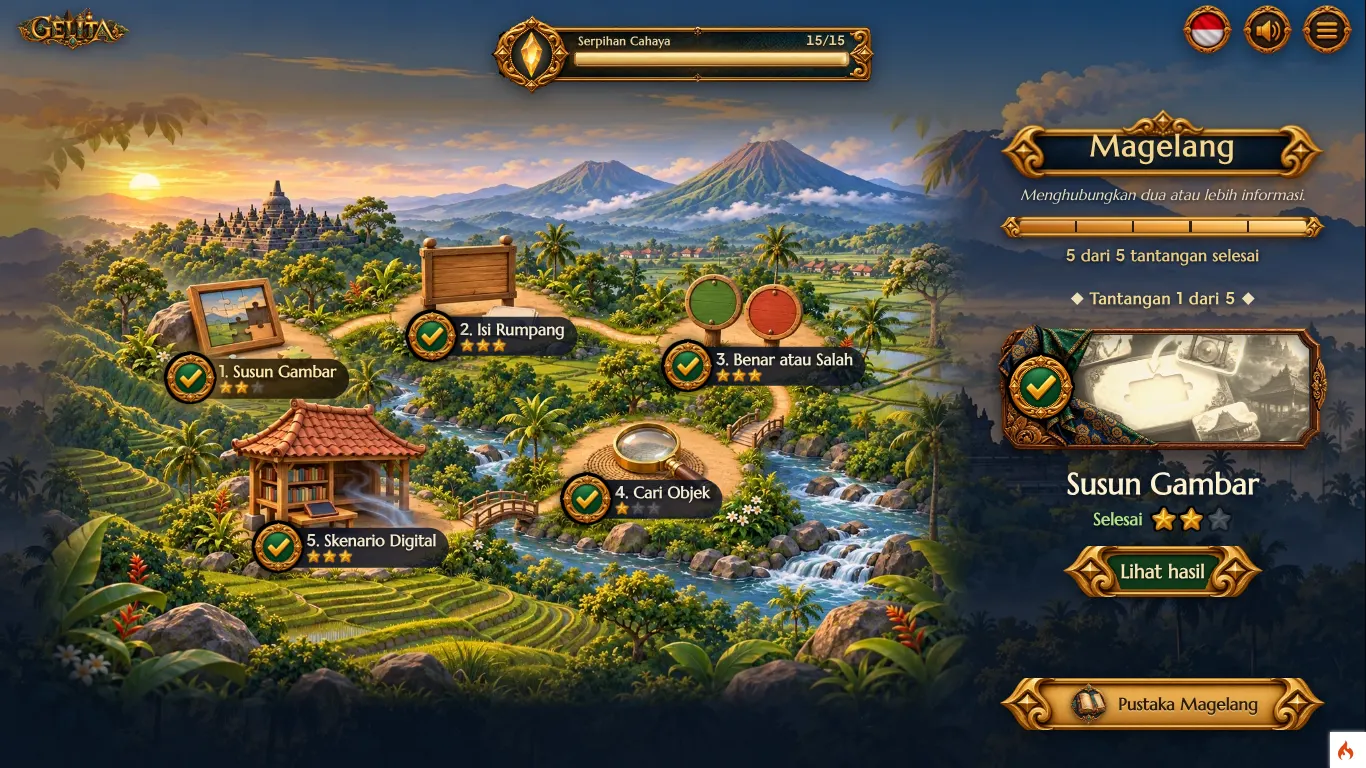 GELITA
Serpihan Cahaya 15/15
Magelang
Menghubungkan dua atau lebih informasi.
5 dari 5 tantangan selesai
◆ Tantangan 1 dari 5 ◆
1. Susun Gambar
2. Isi Rumpang
3. Benar atau Salah
4. Cari Objek
5. Skenario Digital
Susun Gambar
Selesai
Lihat hasil
Pustaka Magelang